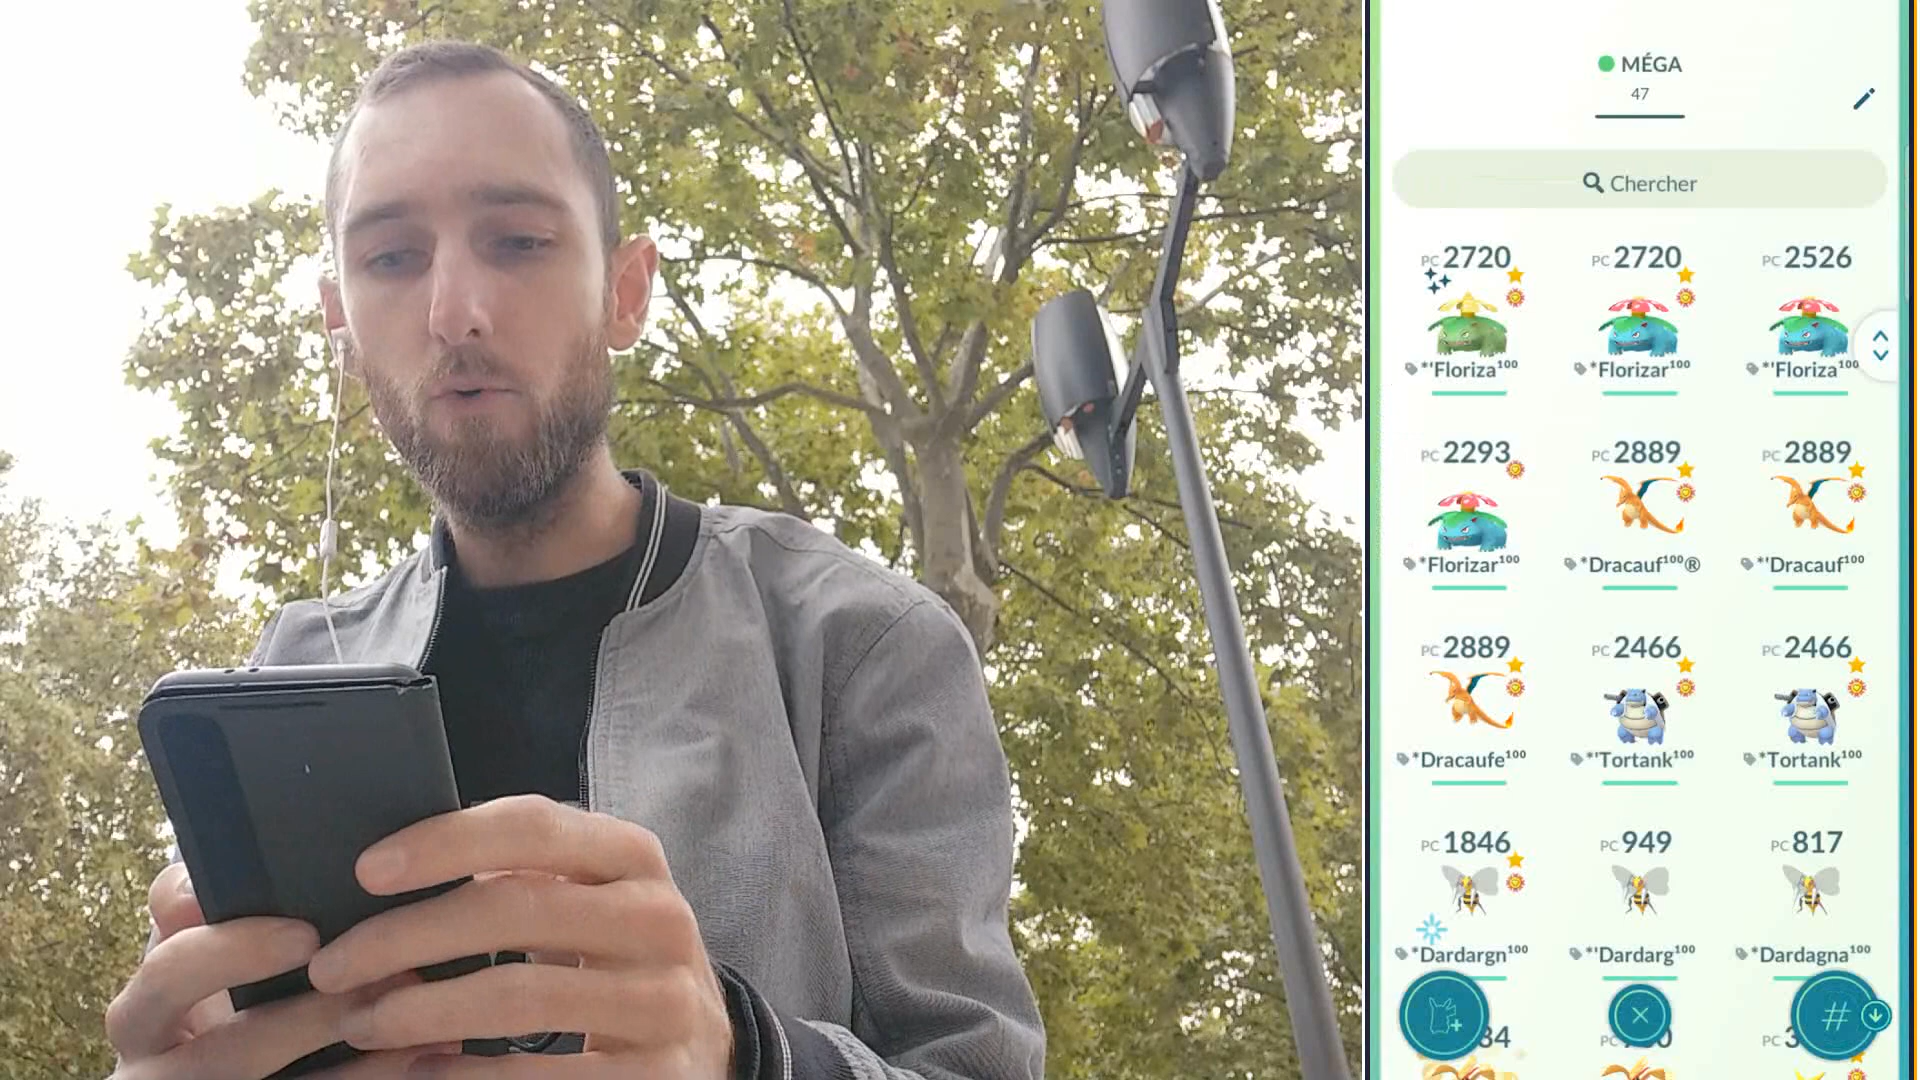 MÉGA
47
Chercher
PC 2720 PC 2720 PC 2526
*'Floriza¹⁰⁰ *Florizar¹⁰⁰ *'Floriza¹⁰⁰
PC 2293 PC 2889 PC 2889
*Florizar¹⁰⁰ *Dracauf¹⁰⁰® *'Dracauf¹⁰⁰
PC 2889 PC 2466 PC 2466
*Dracaufe¹⁰⁰ *'Tortank¹⁰⁰ *Tortank¹⁰⁰
PC 1846 PC 949 PC 817
*Dardargn¹⁰⁰ *'Dardarg¹⁰⁰ *Dardagna¹⁰⁰
PC PC